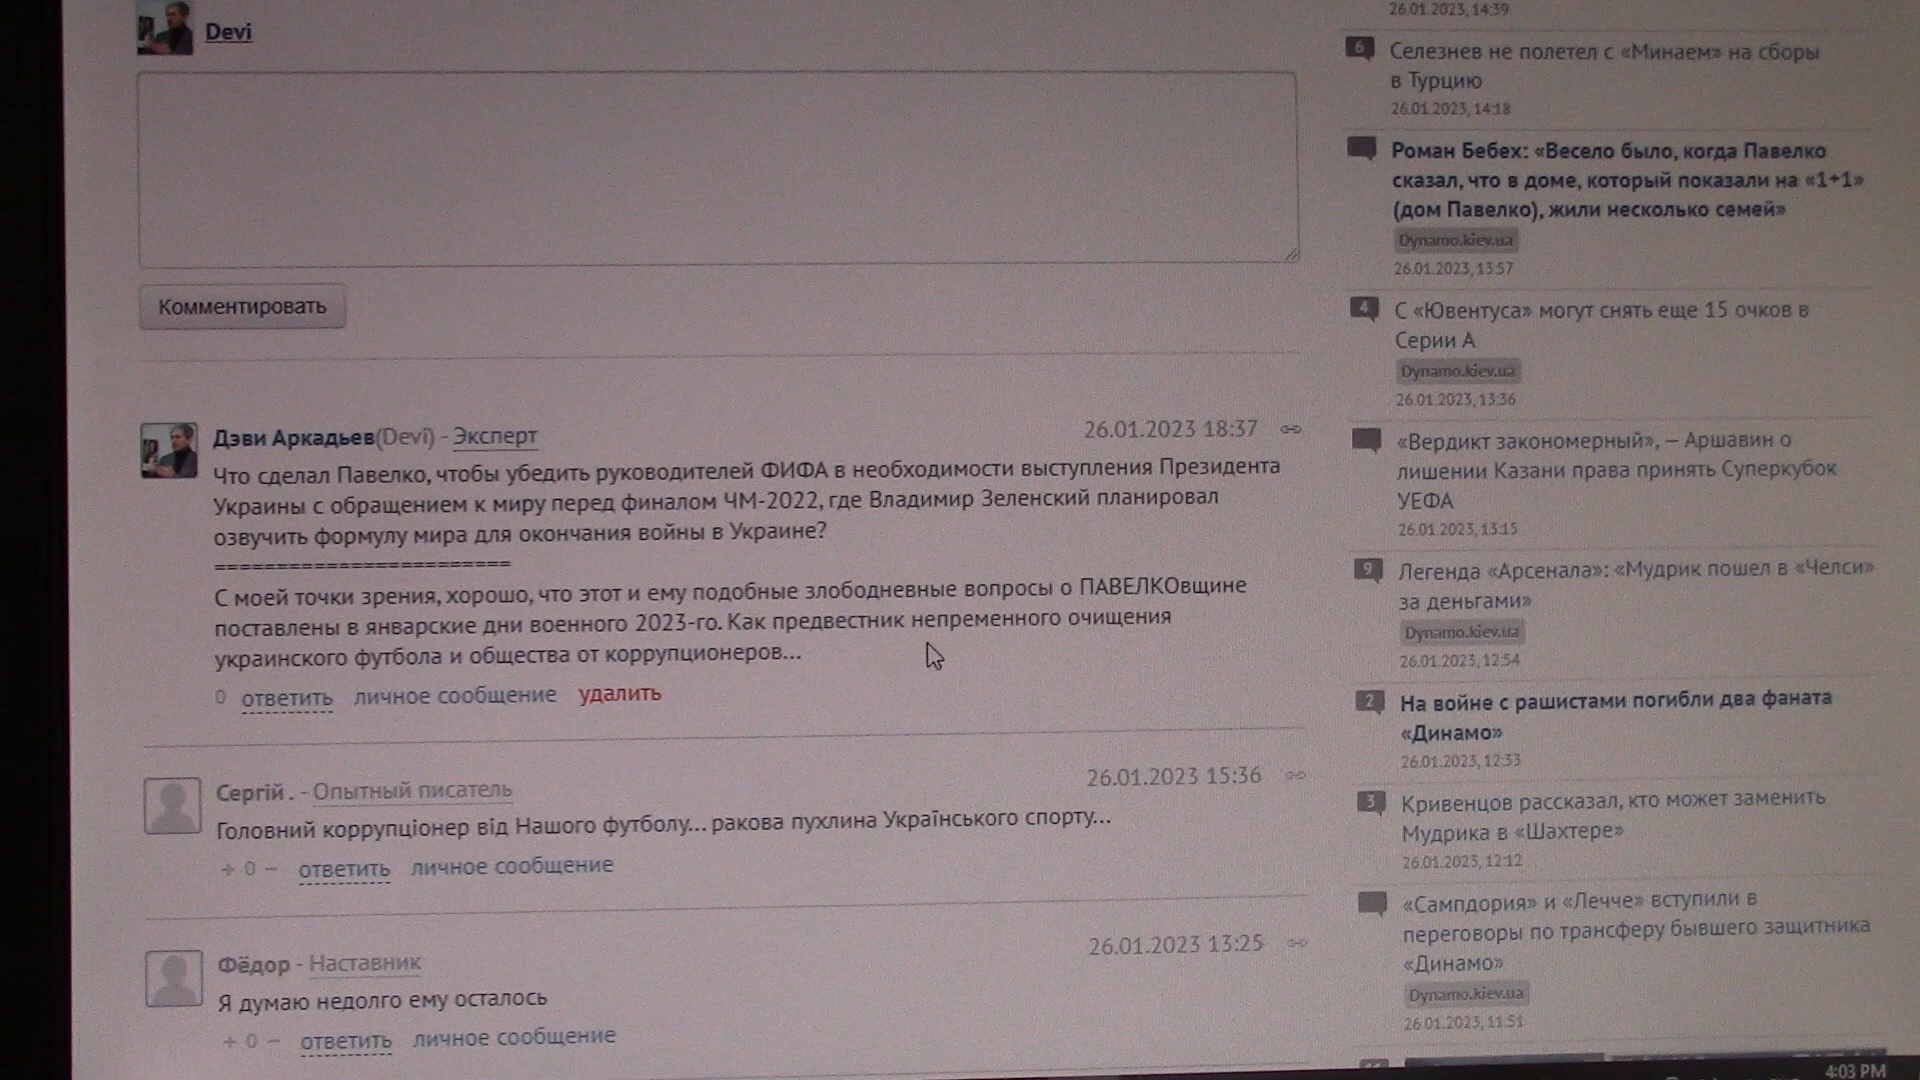 Devi
Комментировать
Дэви Аркадьев(Devi) - Эксперт
26.01.2023 18:37
Что сделал Павелко, чтобы убедить руководителей ФИФА в необходимости выступления Президента
Украины с обращением к миру перед финалом ЧМ-2022, где Владимир Зеленский планировал
озвучить формулу мира для окончания войны в Украине?
========================
С моей точки зрения, хорошо, что этот и ему подобные злободневные вопросы о ПАВЕЛКОвщине
поставлены в январские дни военного 2023-го. Как предвестник непременного очищения
украинского футбола и общества от коррупционеров...
0 ответить личное сообщение удалить
Сергій . - Опытный писатель
26.01.2023 15:36
Головний коррупціонер від Нашого футболу... ракова пухлина Українського спорту...
+ 0 − ответить личное сообщение
Фёдор - Наставник
26.01.2023 13:25
Я думаю недолго ему осталось
+ 0 − ответить личное сообщение
26.01.2023, 14:39
6 Селезнев не полетел с «Минаем» на сборы
в Турцию
26.01.2023, 14:18
Роман Бебех: «Весело было, когда Павелко
сказал, что в доме, который показали на «1+1»
(дом Павелко), жили несколько семей»
Dynamo.kiev.ua
26.01.2023, 13:57
4 С «Ювентуса» могут снять еще 15 очков в
Серии А
Dynamo.kiev.ua
26.01.2023, 13:36
«Вердикт закономерный», — Аршавин о
лишении Казани права принять Суперкубок
УЕФА
26.01.2023, 13:15
9 Легенда «Арсенала»: «Мудрик пошел в «Челси»
за деньгами»
Dynamo.kiev.ua
26.01.2023, 12:54
2 На войне с рашистами погибли два фаната
«Динамо»
26.01.2023, 12:33
3 Кривенцов рассказал, кто может заменить
Мудрика в «Шахтере»
26.01.2023, 12:12
«Сампдория» и «Лечче» вступили в
переговоры по трансферу бывшего защитника
«Динамо»
Dynamo.kiev.ua
26.01.2023, 11:51
4:03 PM